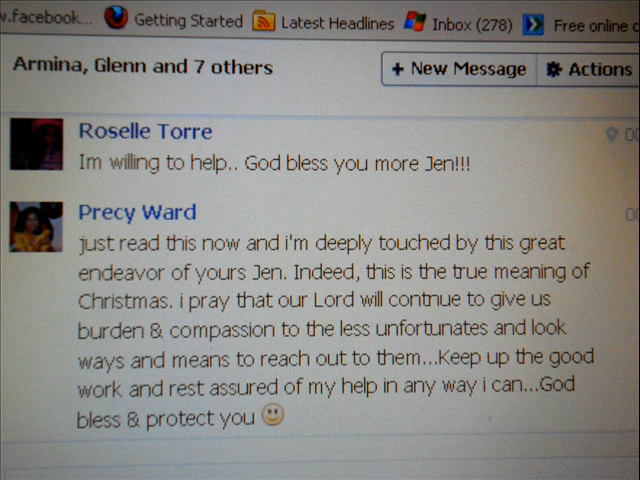 w.facebook... Getting Started Latest Headlines Inbox (278) Free online
Armina, Glenn and 7 others + New Message Actions
Roselle Torre
Im willing to help.. God bless you more Jen!!!
Precy Ward
just read this now and i'm deeply touched by this great
endeavor of yours Jen. Indeed, this is the true meaning of
Christmas. i pray that our Lord will contnue to give us
burden & compassion to the less unfortunates and look
ways and means to reach out to them...Keep up the good
work and rest assured of my help in any way i can...God
bless & protect you